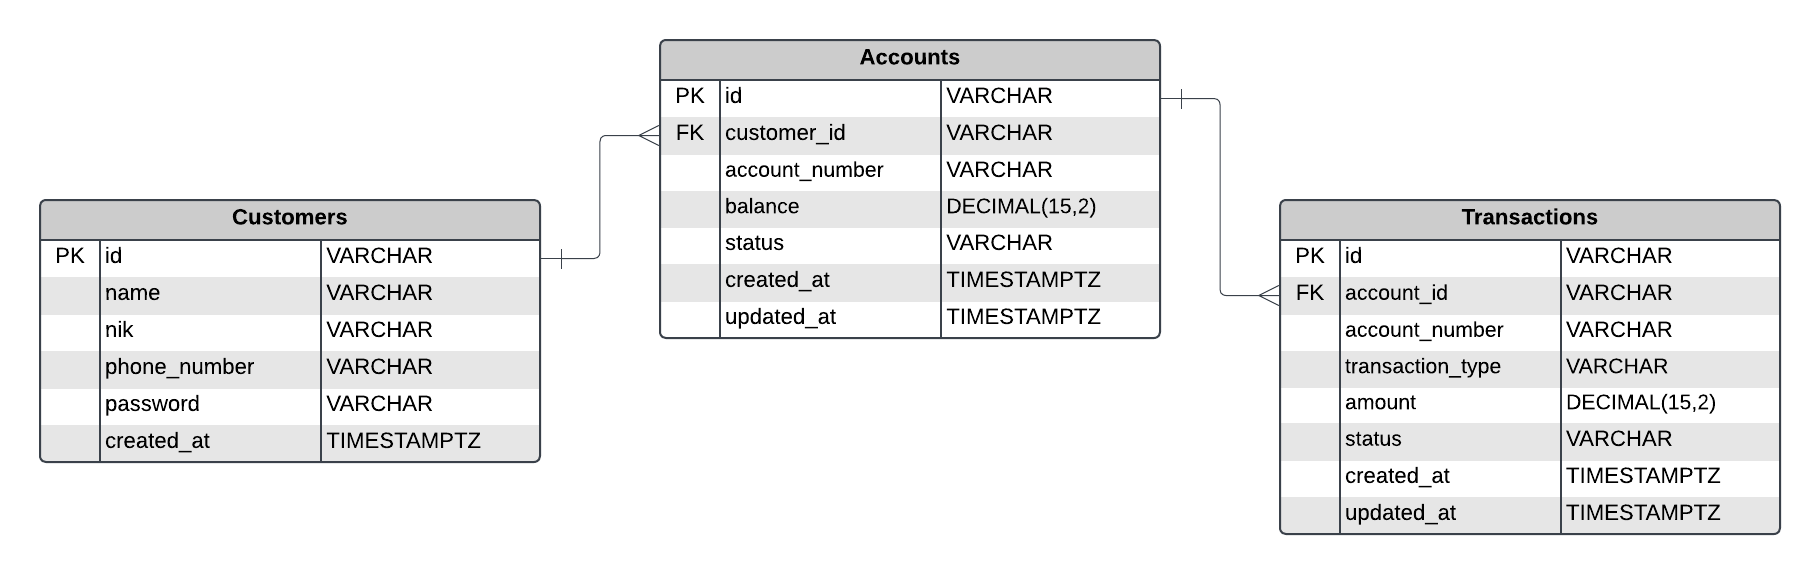 Accounts
PK id VARCHAR
FK customer_id VARCHAR
account_number VARCHAR
balance DECIMAL(15,2)
status VARCHAR
created_at TIMESTAMPTZ
updated_at TIMESTAMPTZ
Customers
PK id VARCHAR
name VARCHAR
nik VARCHAR
phone_number VARCHAR
password VARCHAR
created_at TIMESTAMPTZ
Transactions
PK id VARCHAR
FK account_id VARCHAR
account_number VARCHAR
transaction_type VARCHAR
amount DECIMAL(15,2)
status VARCHAR
created_at TIMESTAMPTZ
updated_at TIMESTAMPTZ